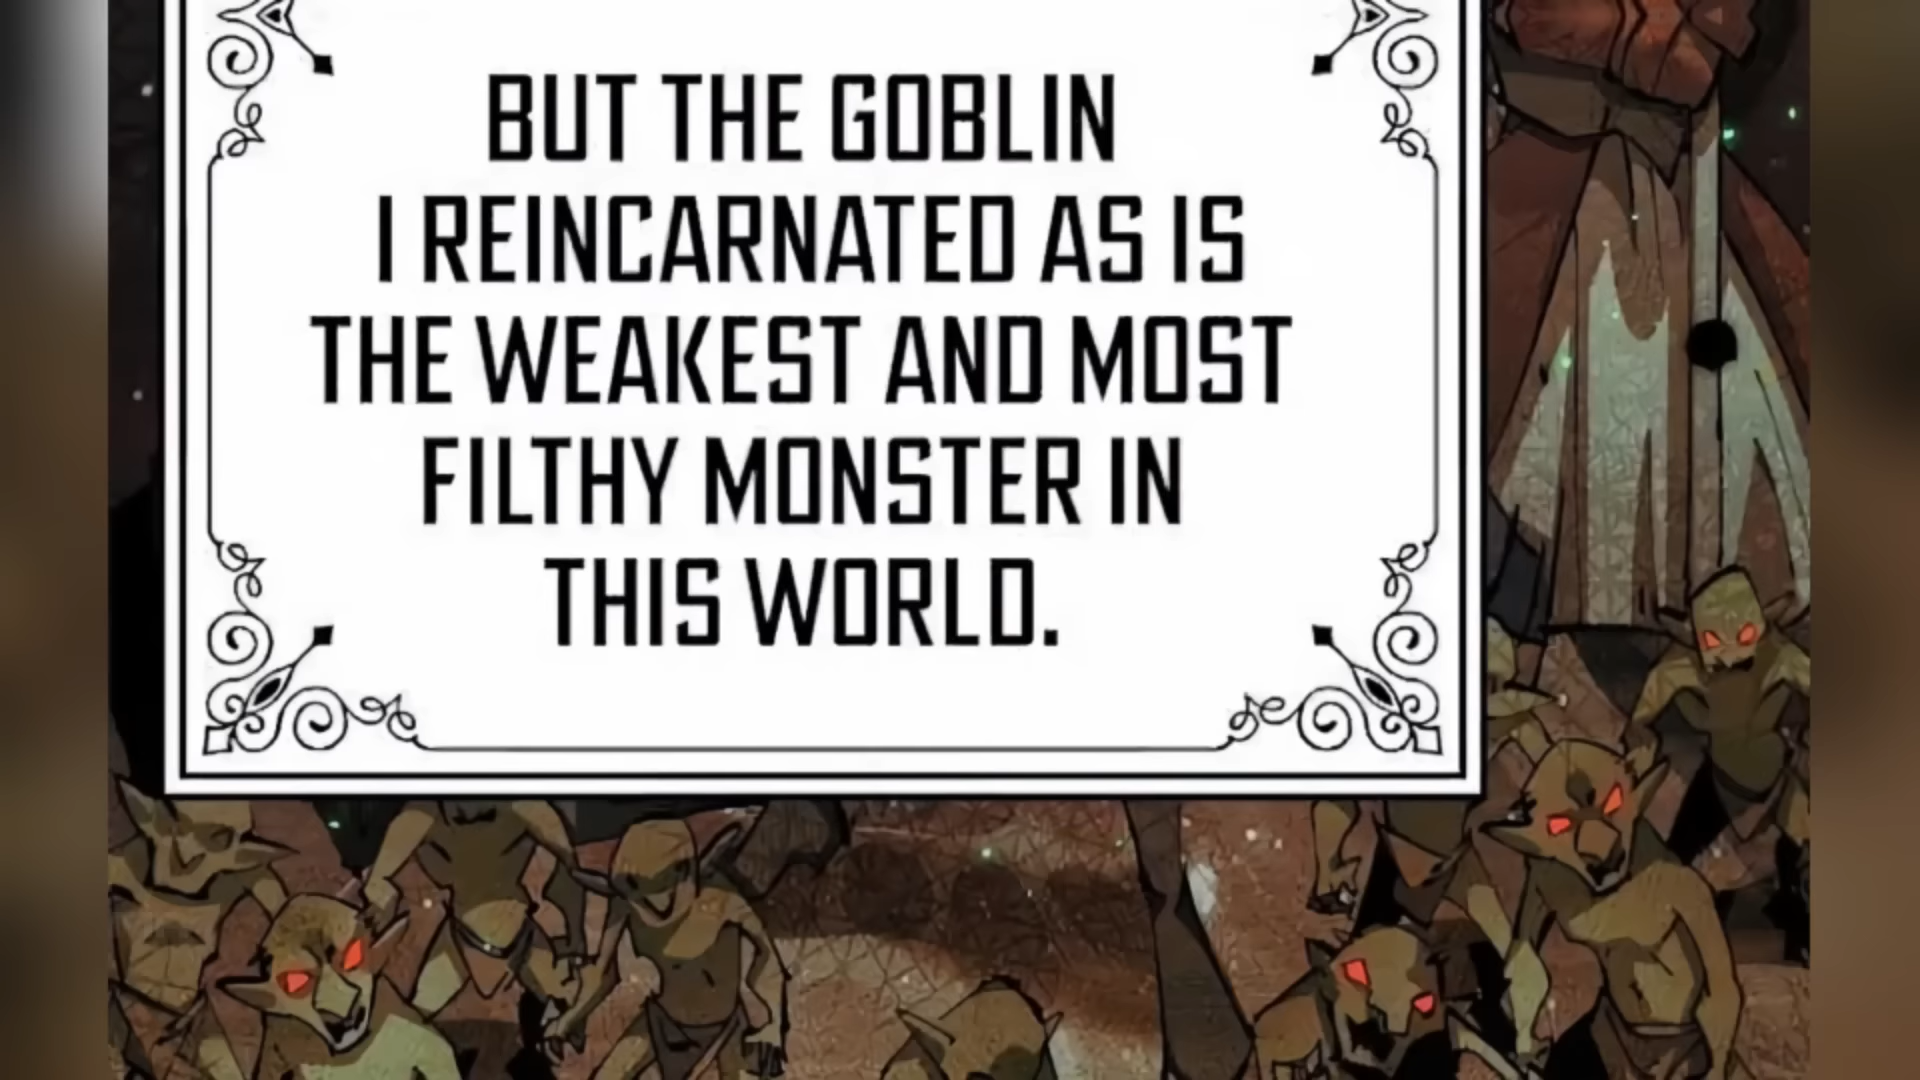 BUT THE GOBLIN
I REINCARNATED AS IS
THE WEAKEST AND MOST
FILTHY MONSTER IN
THIS WORLD.